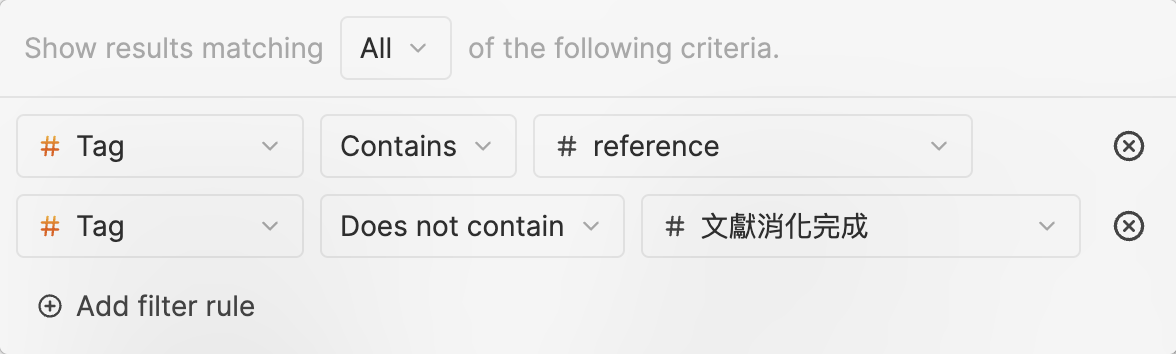 Show results matching All of the following criteria.
# Tag Contains # reference
# Tag Does not contain # 文獻消化完成
Add filter rule